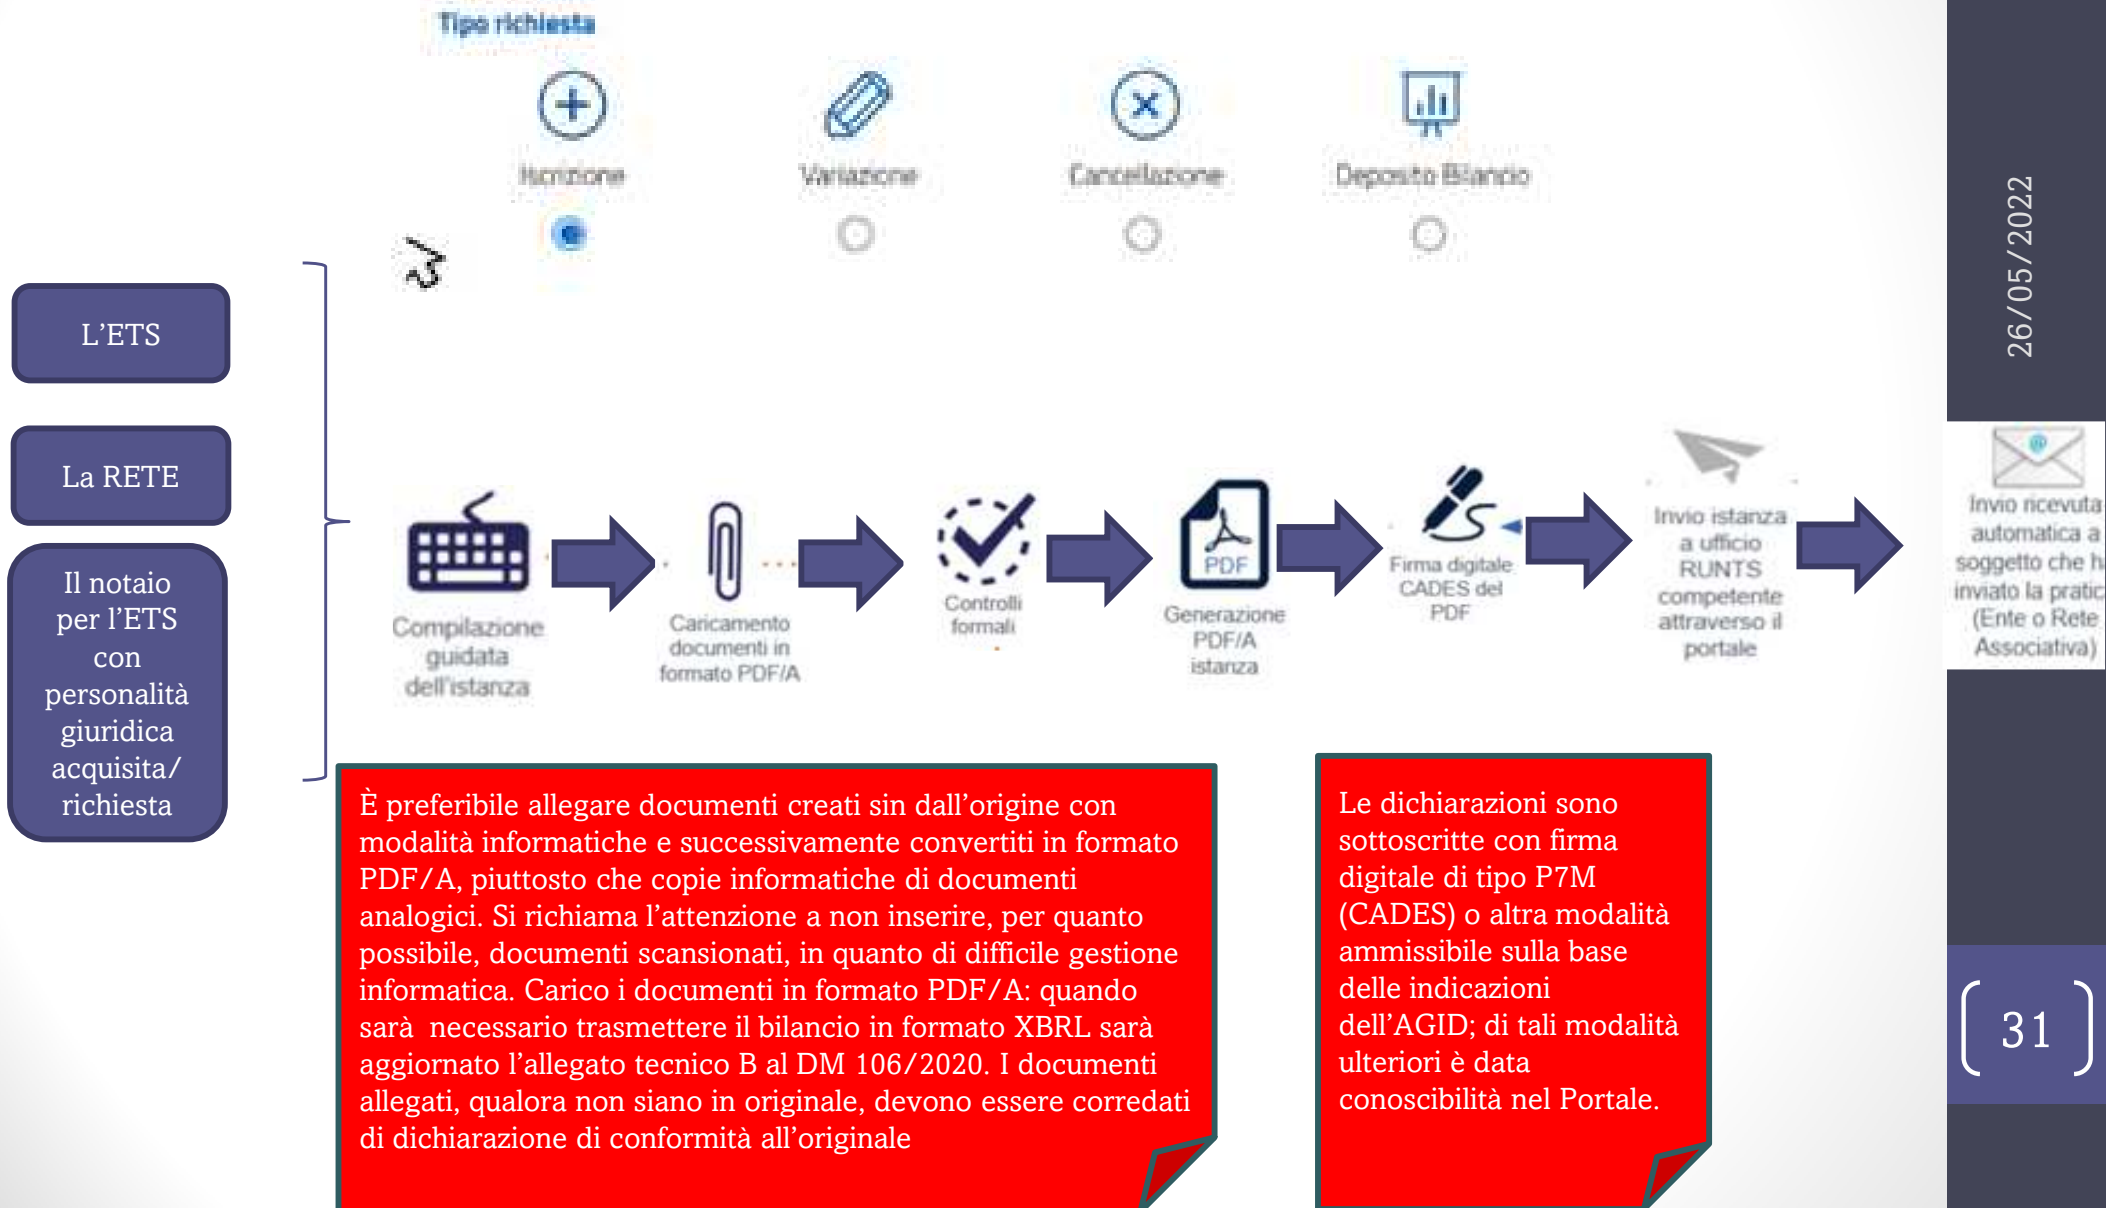 Tipo richiesta
Iscrizione
Variazione
Cancellazione
Deposito Bilancio
L'ETS
La RETE
Il notaio
per l'ETS
con
personalità
giuridica
acquisita/
richiesta
Compilazione
guidata
dell'istanza
Caricamento
documenti in
formato PDF/A
Controlli
formali
PDF
Generazione
PDF/A
istanza
Firma digitale
CADES del
PDF
Invio istanza
a ufficio
RUNTS
competente
attraverso il
portale
@
Invio ricevuta
automatica a
soggetto che
inviato la
(Ente o Rete
Associativa)
È preferibile allegare documenti creati sin dall'origine con
modalità informatiche e successivamente convertiti in formato
PDF/A, piuttosto che copie informatiche di documenti
analogici. Si richiama l'attenzione a non inserire, per quanto
possibile, documenti scansionati, in quanto di difficile gestione
informatica. Carico i documenti in formato PDF/A: quando
sarà necessario trasmettere il bilancio in formato XBRL sarà
aggiornato l'allegato tecnico B al DM 106/2020. I documenti
allegati, qualora non siano in originale, devono essere corredati
di dichiarazione di conformità all'originale
Le dichiarazioni sono
sottoscritte con firma
digitale di tipo P7M
(CADES) o altra modalità
ammissibile sulla base
delle indicazioni
dell'AGID; di tali modalità
ulteriori è data
conoscibilità nel Portale.
26/05/2022
31